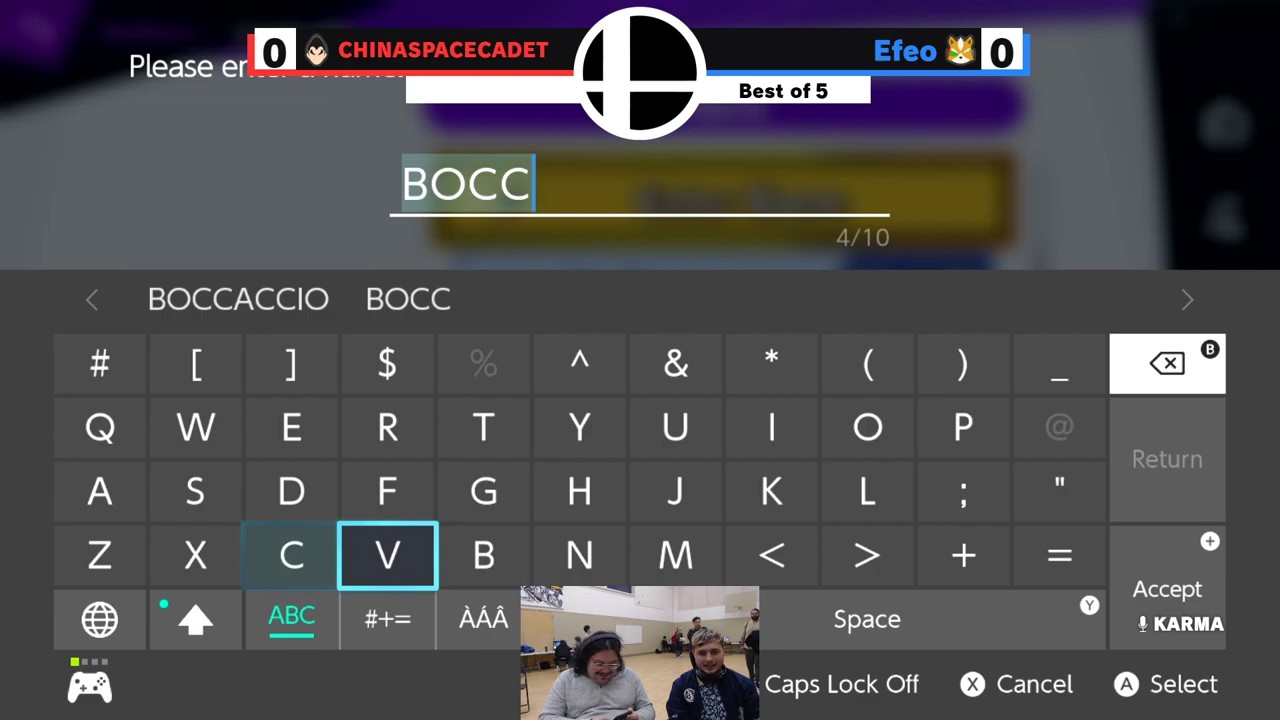 0 CHINASPACECADET
Efeo 0
Please en
Best of 5
BOCC
4/10
BOCCACCIO BOCC
# [ ] $ % ^ & * ( ) _ B
Q W E R T Y U I O P @ Return
A S D F G H J K L ; "
Z X C V B N M < > + = +
Accept
ABC #+= ÀÁÂ Space Y
KARMA
Caps Lock Off X Cancel A Select